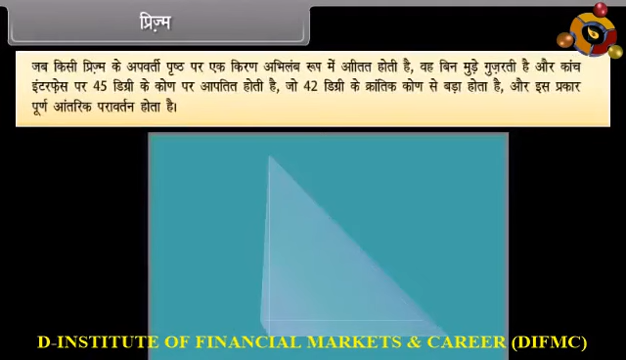 प्रिज़्म
जब किसी प्रिज़्म के अपवर्ती पृष्ठ पर एक किरण अभिलंब रूप में आीतत होती है, वह बिन मुड़े गुज़रती है और कांच
इंटरफ़ेस पर 45 डिग्री के कोण पर आपतित होती है, जो 42 डिग्री के क्रांतिक कोण से बड़ा होता है, और इस प्रकार
पूर्ण आंतरिक परावर्तन होता है।
D-INSTITUTE OF FINANCIAL MARKETS & CAREER (DIFMC)